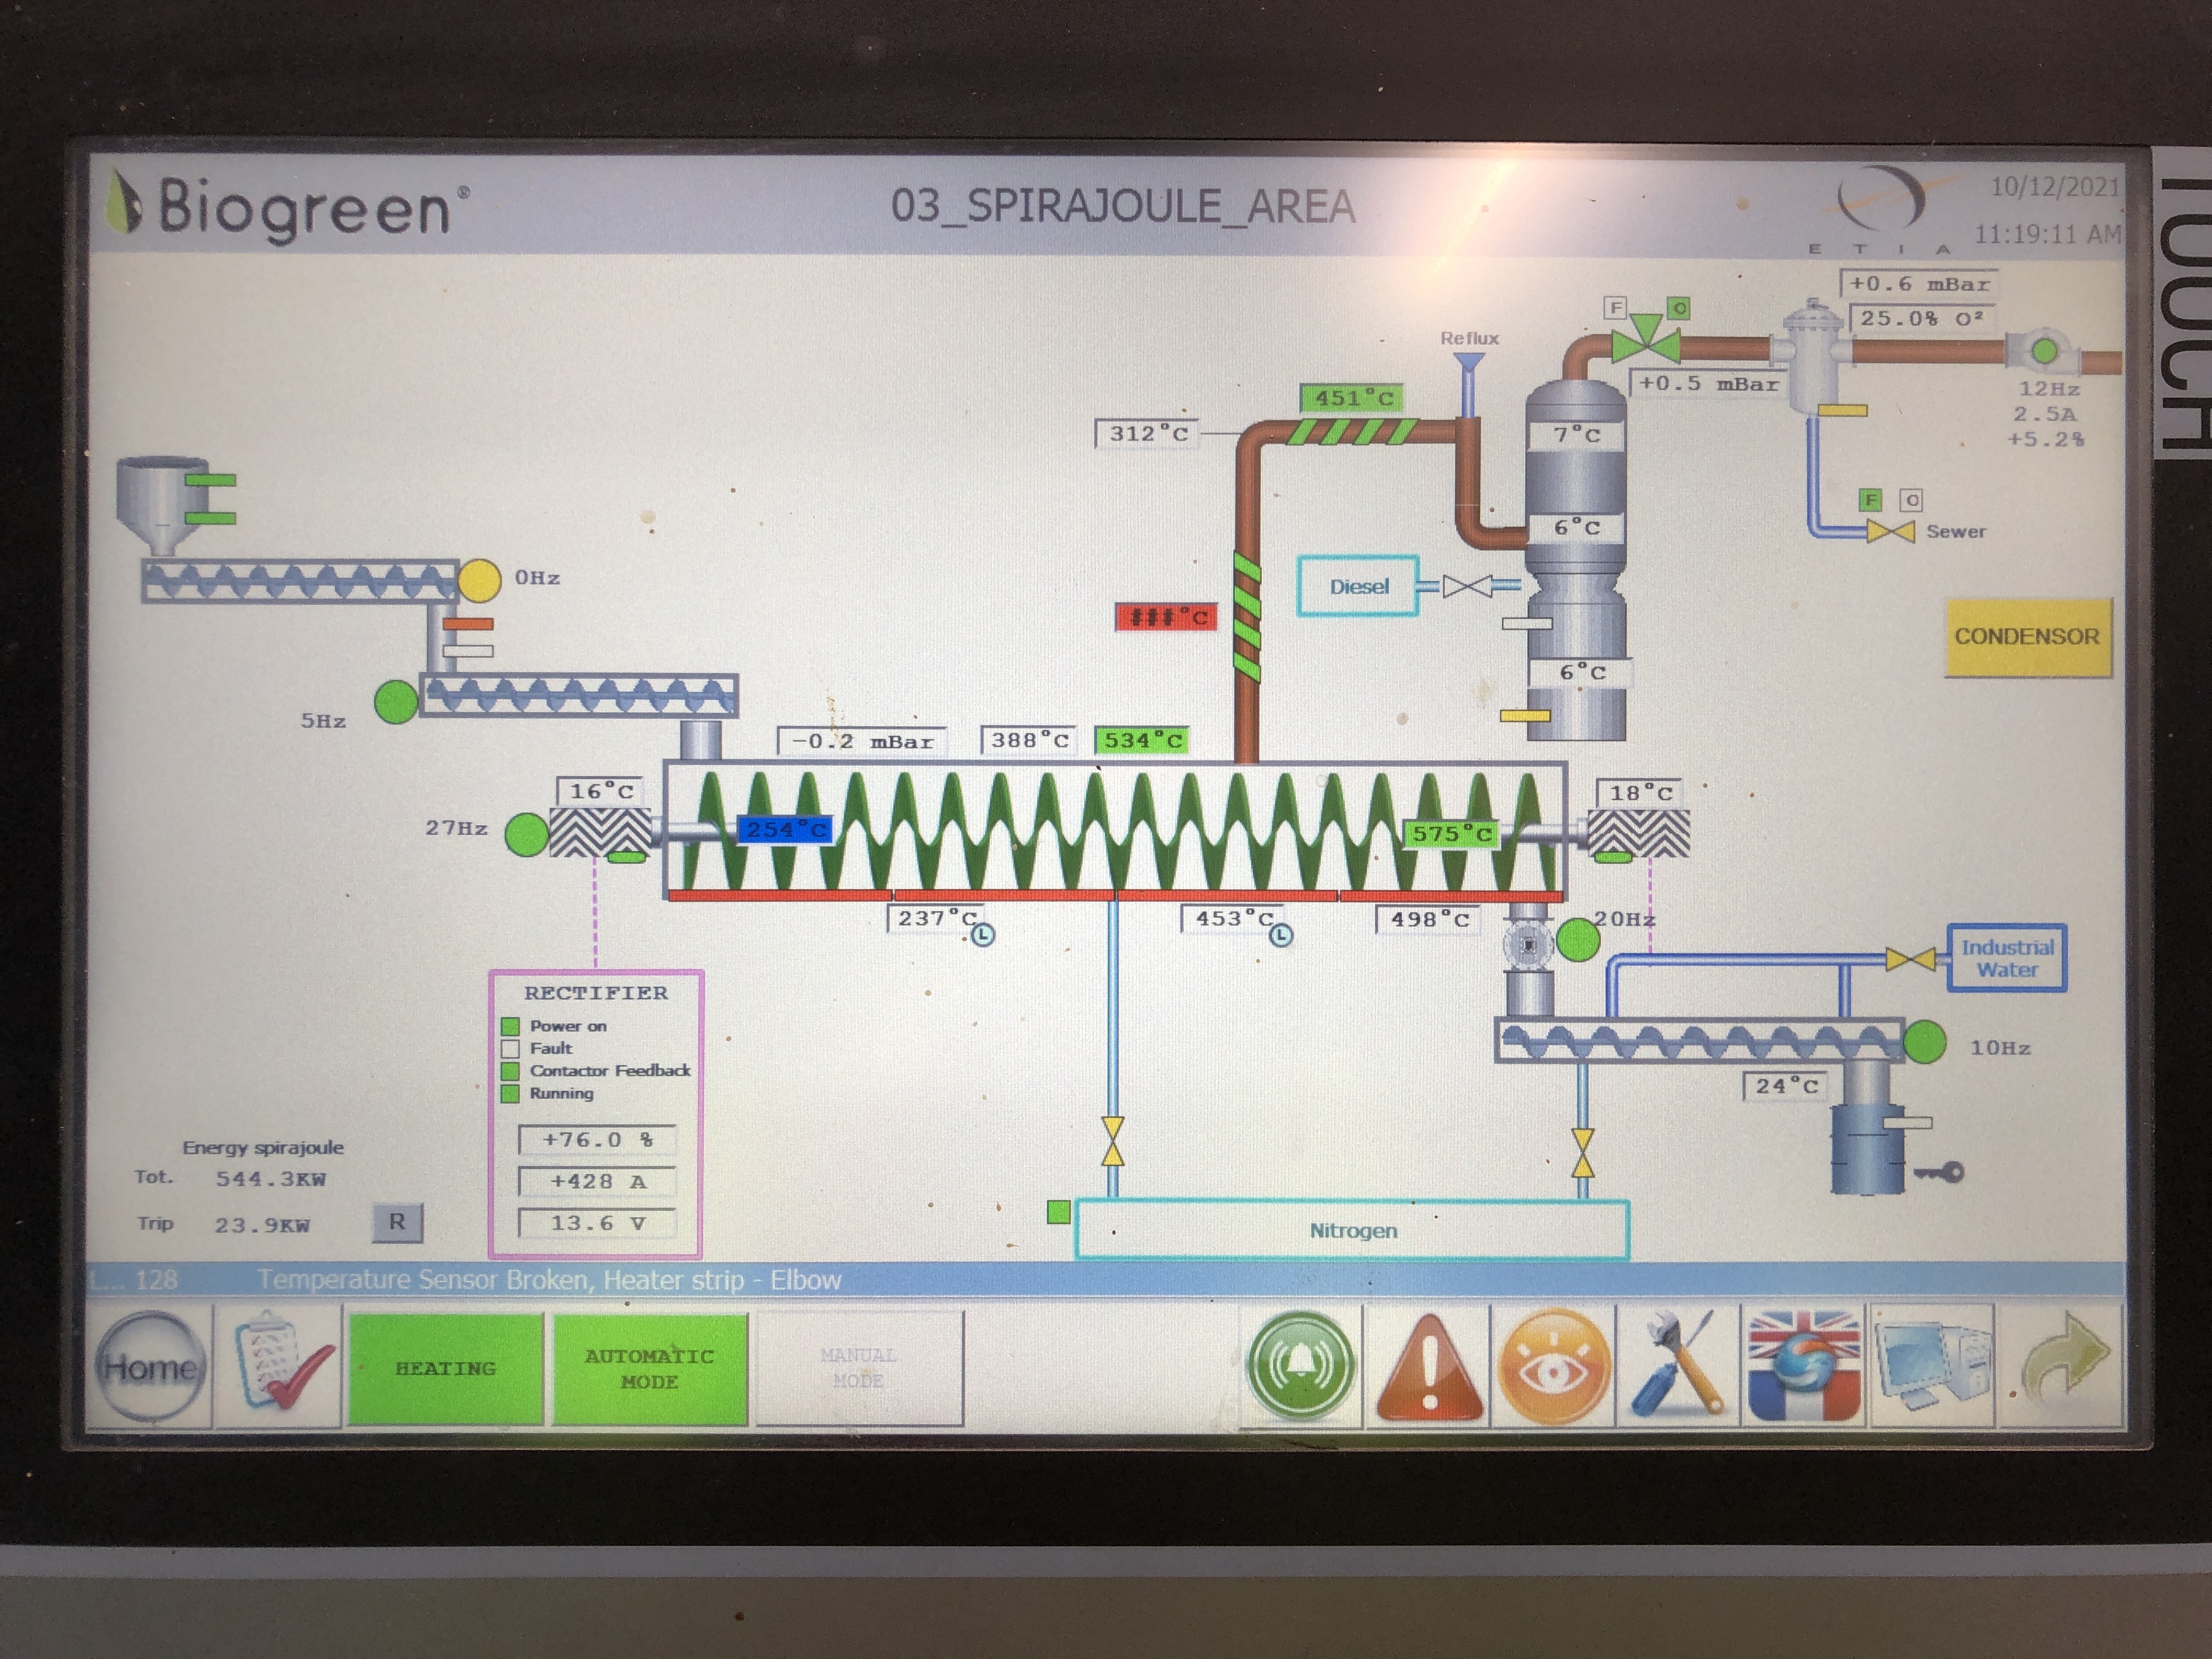 Biogreen®
03_SPIRAJOULE_AREA
ETIA
10/12/2021
11:19:11 AM
TOUCH
+0.6 mBar
25.0% O²
F
O
Reflux
+0.5 mBar
12Hz
2.5A
+5.2%
451°C
312°C
7°C
6°C
F
O
Sewer
0Hz
Diesel
###°C
CONDENSOR
6°C
5Hz
-0.2 mBar
388°C
534°C
16°C
18°C
27Hz
254°C
575°C
237°C
L
453°C
L
498°C
20Hz
Industrial
Water
RECTIFIER
Power on
Fault
Contactor Feedback
Running
10Hz
24°C
+76.0 %
+428 A
13.6 V
Energy spirajoule
Tot. 544.3KW
Trip 23.9KW
R
Nitrogen
L... 128 Temperature Sensor Broken, Heater strip - Elbow
Home
HEATING
AUTOMATIC
MODE
MANUAL
MODE